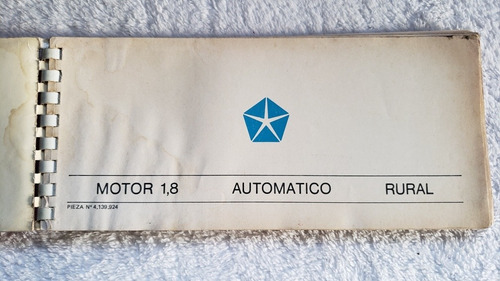 MOTOR 1,8 AUTOMATICO RURAL
PIEZA Nº 4,139.924